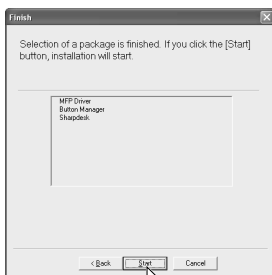 Finish
Selection of a package is finished. If you click the [Start]
button, installation will start.
MFP Driver
Button Manager
Sharpdesk
< Back
Start
Cancel